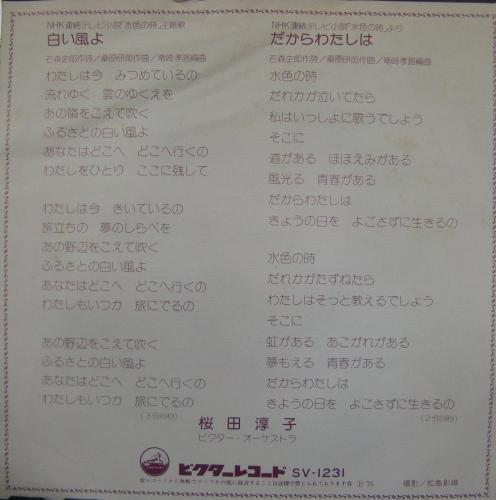 NHK連続テレビ小説「水色の時」主題歌
白い風よ
石森史郎作詩／桑原研郎作曲／竜崎孝路編曲
わたしは今　みつめているの
流れゆく　雲のゆくえを
あの嶺をこえて吹く
ふるさとの白い風よ
あなたはどこへ　どこへ行くの
わたしをひとり　ここに残して
わたしは今　きいているの
旅立ちの　夢のしらべを
あの野辺をこえて吹く
ふるさとの白い風よ
あなたはどこへ　どこへ行くの
わたしもいつか　旅にでるの
あの野辺をこえて吹く
ふるさとの白い風よ
あなたはどこへ　どこへ行くの
わたしもいつか　旅にでるの
NHK連続テレビ小説「水色の時」より
だからわたしは
石森史郎作詩／桑原研郎作曲／竜崎孝路編曲
水色の時
だれかが泣いてたら
私はいっしょに歌うでしょう
そこに
道がある　ほほえみがある
風光る　青春がある
だからわたしは
きょうの日を　よごさずに生きるの
水色の時
だれかがたずねたら
わたしはそっと教えるでしょう
そこに
虹がある　あこがれがある
夢もえる　青春がある
だからわたしは
きょうの日を　よごさずに生きるの
桜田淳子
ビクター・オーケストラ
ビクターレコード SV-1231
Ⓟ 75
撮影／松島彰雄